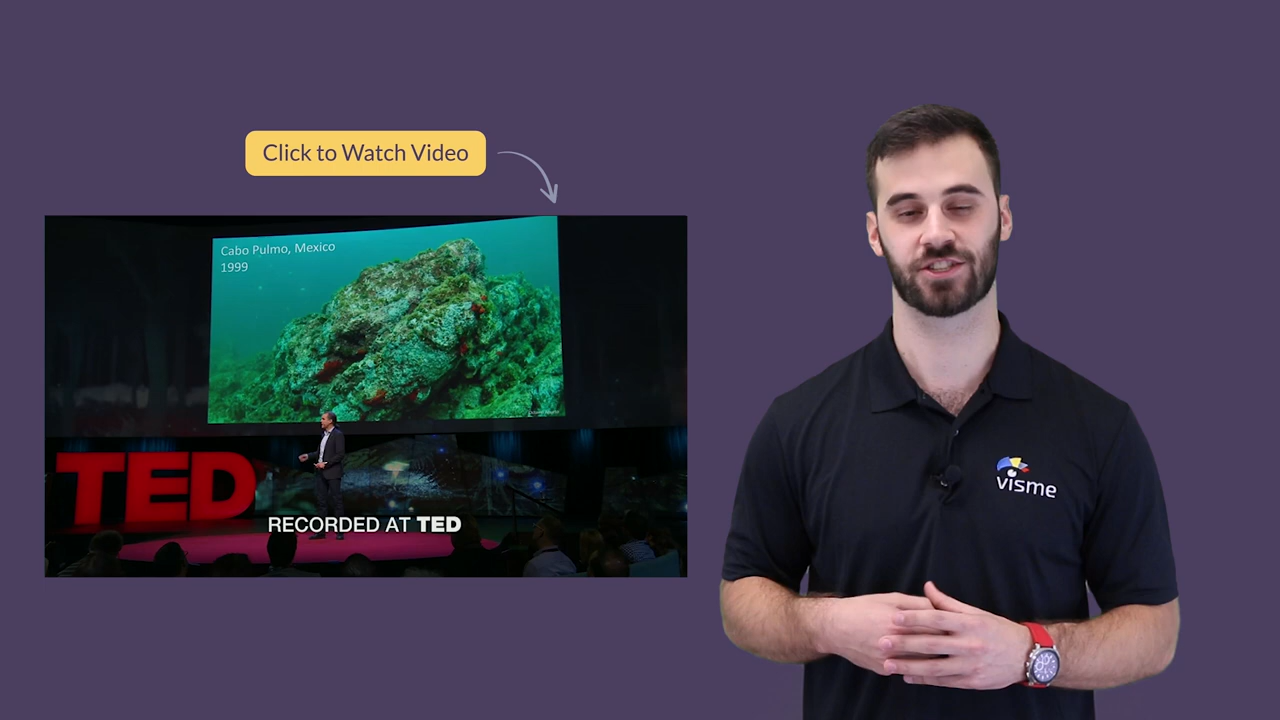 Click to Watch Video
Cabo Pulmo, Mexico
1999
TED
RECORDED AT TED
visme